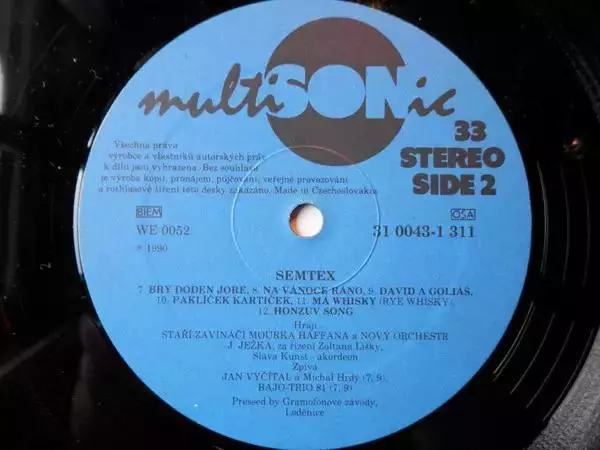 multiSONic
33
STEREO
SIDE 2
Všechna práva
výrobce a vlastníků autorských práv
k dílu jsou vyhrazena. Bez souhlasu
je výroba kopií, pronájem, půjčování, veřejné provozování
a rozhlasové šíření této desky zakázáno. Made in Czechoslovakia
BIEM
OSA
WE 0052
31 0043-1 311
℗ 1990
SEMTEX
7. BRY DODEN JORE, 8. NA VÁNOCE RÁNO, 9. DAVID A GOLIÁŠ,
10. PAKLÍČEK KARTIČEK, 11. MÁ WHISKY (RYE WHISKY),
12. HONZUV SONG
Hrají
STAŘÍ ZAVINÁČI MOURKA HAFFANA a NOVÝ ORCHESTR
J. JEŽKA, za řízení Zoltána Lišky,
Sláva Kunst - akordeon
Zpívá
JAN VYČÍTAL a Michal Hrdý (7, 9),
BAJO-TRIO 81 (7, 9)
Pressed by Gramofonové závody,
Loděnice